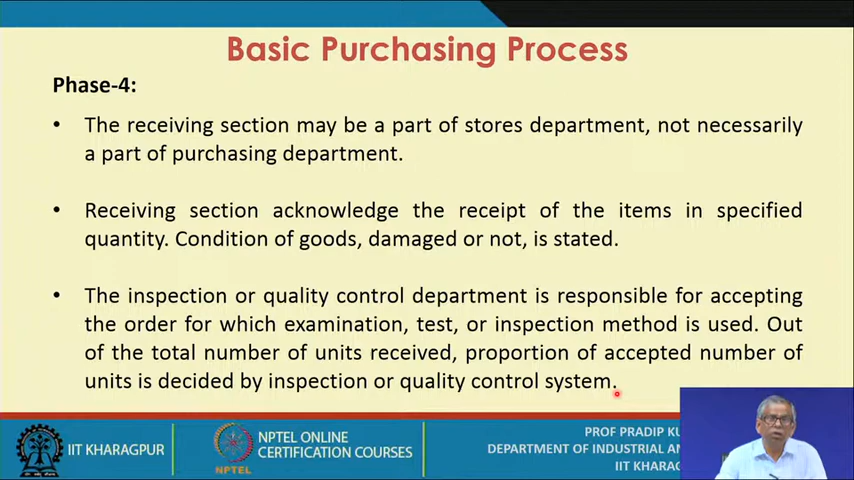 Basic Purchasing Process
Phase-4:
• The receiving section may be a part of stores department, not necessarily
a part of purchasing department.
• Receiving section acknowledge the receipt of the items in specified
quantity. Condition of goods, damaged or not, is stated.
• The inspection or quality control department is responsible for accepting
the order for which examination, test, or inspection method is used. Out
of the total number of units received, proportion of accepted number of
units is decided by inspection or quality control system.
IIT KHARAGPUR
NPTEL
NPTEL ONLINE
CERTIFICATION COURSES
PROF PRADIP
DEPARTMENT OF INDUSTRIAL
IIT